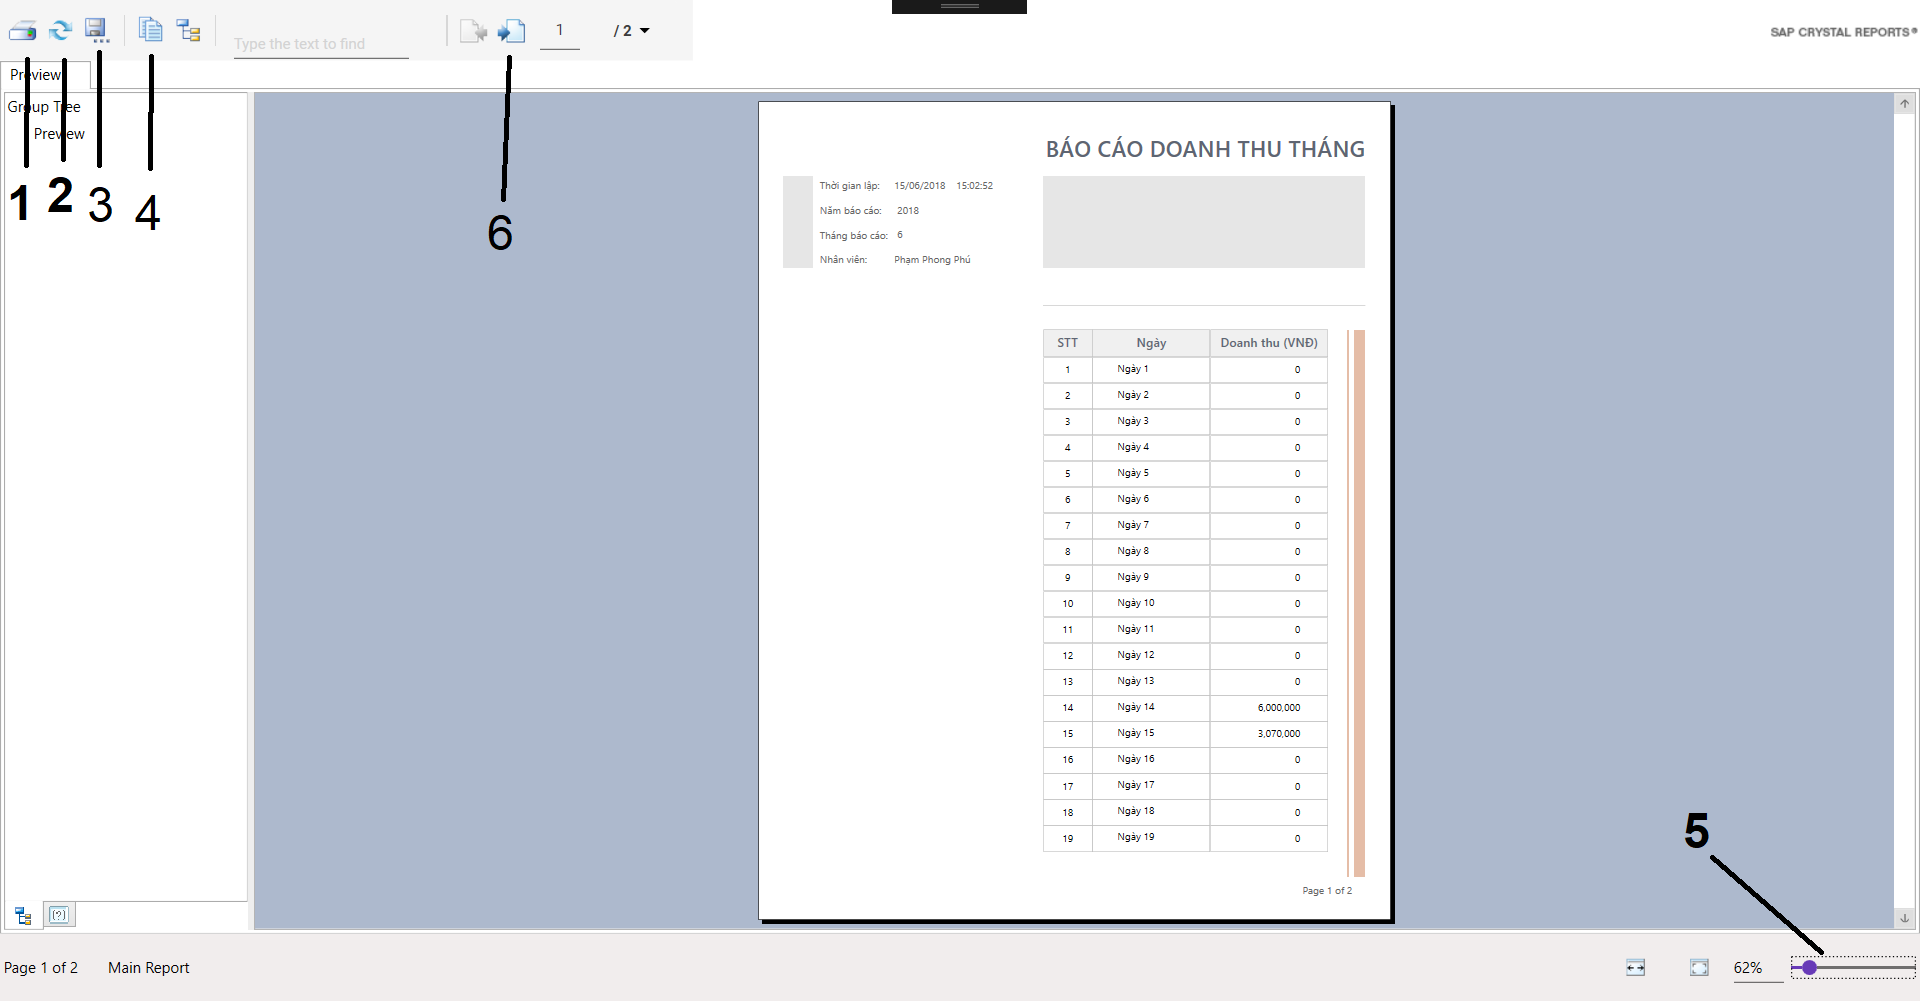 Type the text to find
1
/ 2
SAP CRYSTAL REPORTS®
Preview
Group Tree
Preview
1 2 3 4
6
BÁO CÁO DOANH THU THÁNG
Thời gian lập: 15/06/2018 15:02:52
Năm báo cáo: 2018
Tháng báo cáo: 6
Nhân viên: Phạm Phong Phú
STT Ngày Doanh thu (VNĐ)
1 Ngày 1 0
2 Ngày 2 0
3 Ngày 3 0
4 Ngày 4 0
5 Ngày 5 0
6 Ngày 6 0
7 Ngày 7 0
8 Ngày 8 0
9 Ngày 9 0
10 Ngày 10 0
11 Ngày 11 0
12 Ngày 12 0
13 Ngày 13 0
14 Ngày 14 6,000,000
15 Ngày 15 3,070,000
16 Ngày 16 0
17 Ngày 17 0
18 Ngày 18 0
19 Ngày 19 0
Page 1 of 2
5
Page 1 of 2 Main Report
62%